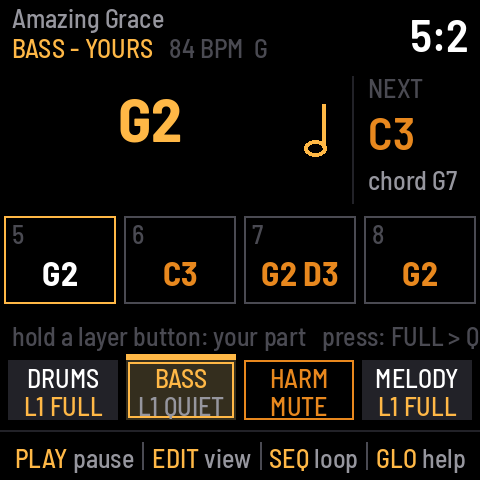 Amazing Grace
BASS - YOURS 84 BPM G
5:2
G2
NEXT
C3
chord G7
5 6 7 8
G2 C3 G2 D3 G2
hold a layer button: your part press: FULL > Q
DRUMS BASS HARM MELODY
L1 FULL L1 QUIET MUTE L1 FULL
PLAY pause EDIT view SEQ loop GLO help